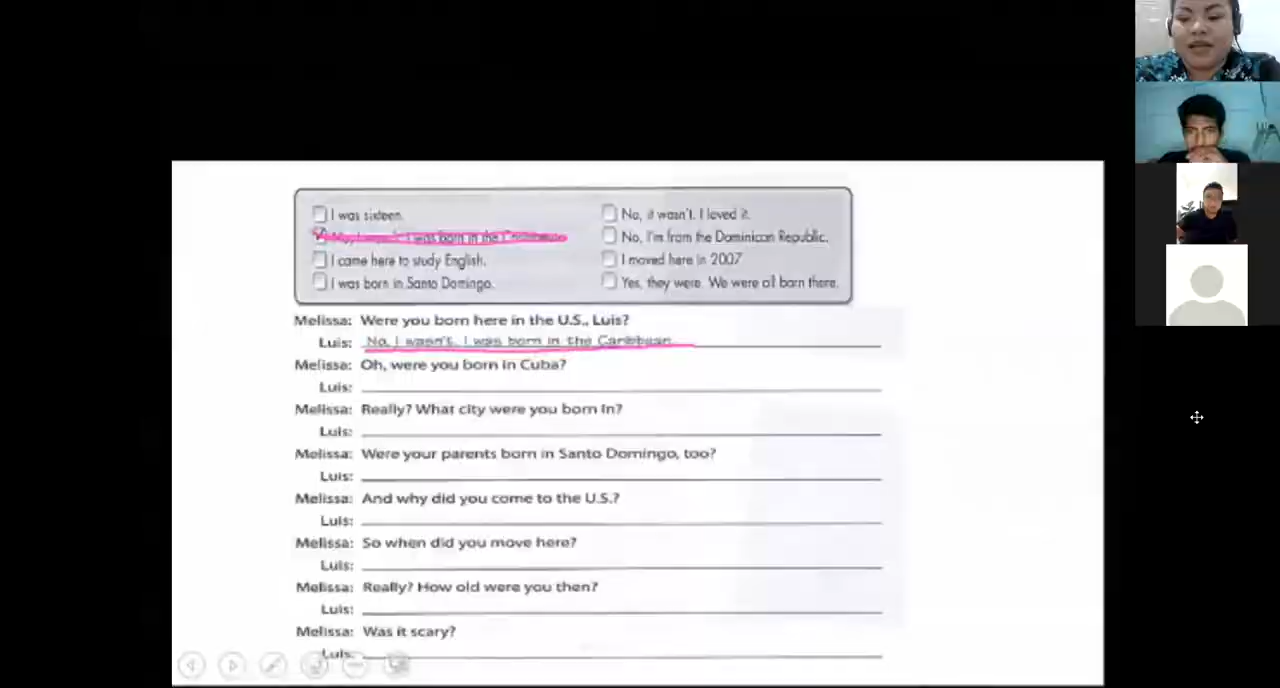 I was sixteen.
I was born in the
I came here to study English.
I was born in Santo Domingo.
No, it wasn't. I loved it.
No, I'm from the Dominican Republic.
I moved here in 2007
Yes, they were. We were all born there.
Melissa: Were you born here in the U.S., Luis?
Luis: No, I wasn't. I was born in the Caribbean.
Melissa: Oh, were you born in Cuba?
Luis:
Melissa: Really? What city were you born in?
Luis:
Melissa: Were your parents born in Santo Domingo, too?
Luis:
Melissa: And why did you come to the U.S.?
Luis:
Melissa: So when did you move here?
Luis:
Melissa: Really? How old were you then?
Luis:
Melissa: Was it scary?
Luis: